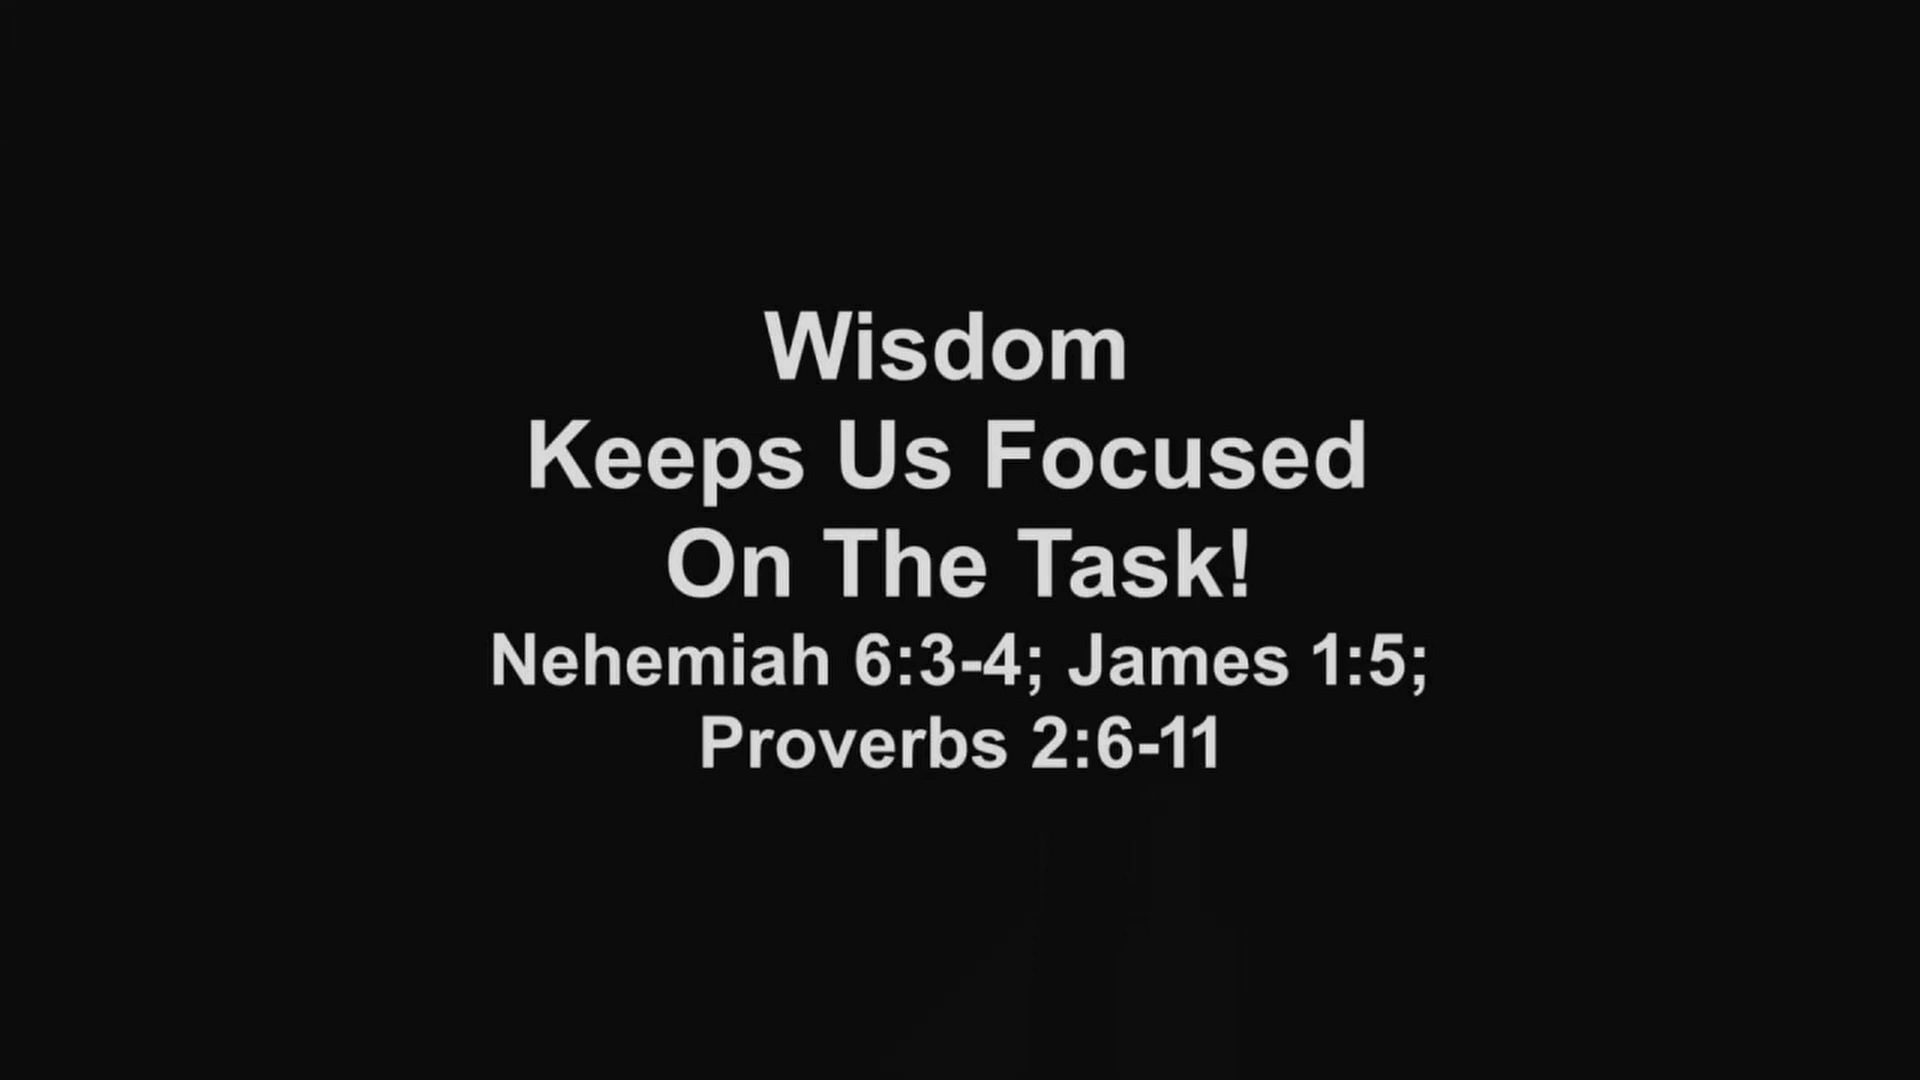 Wisdom
Keeps Us Focused
On The Task!
Nehemiah 6:3-4; James 1:5;
Proverbs 2:6-11